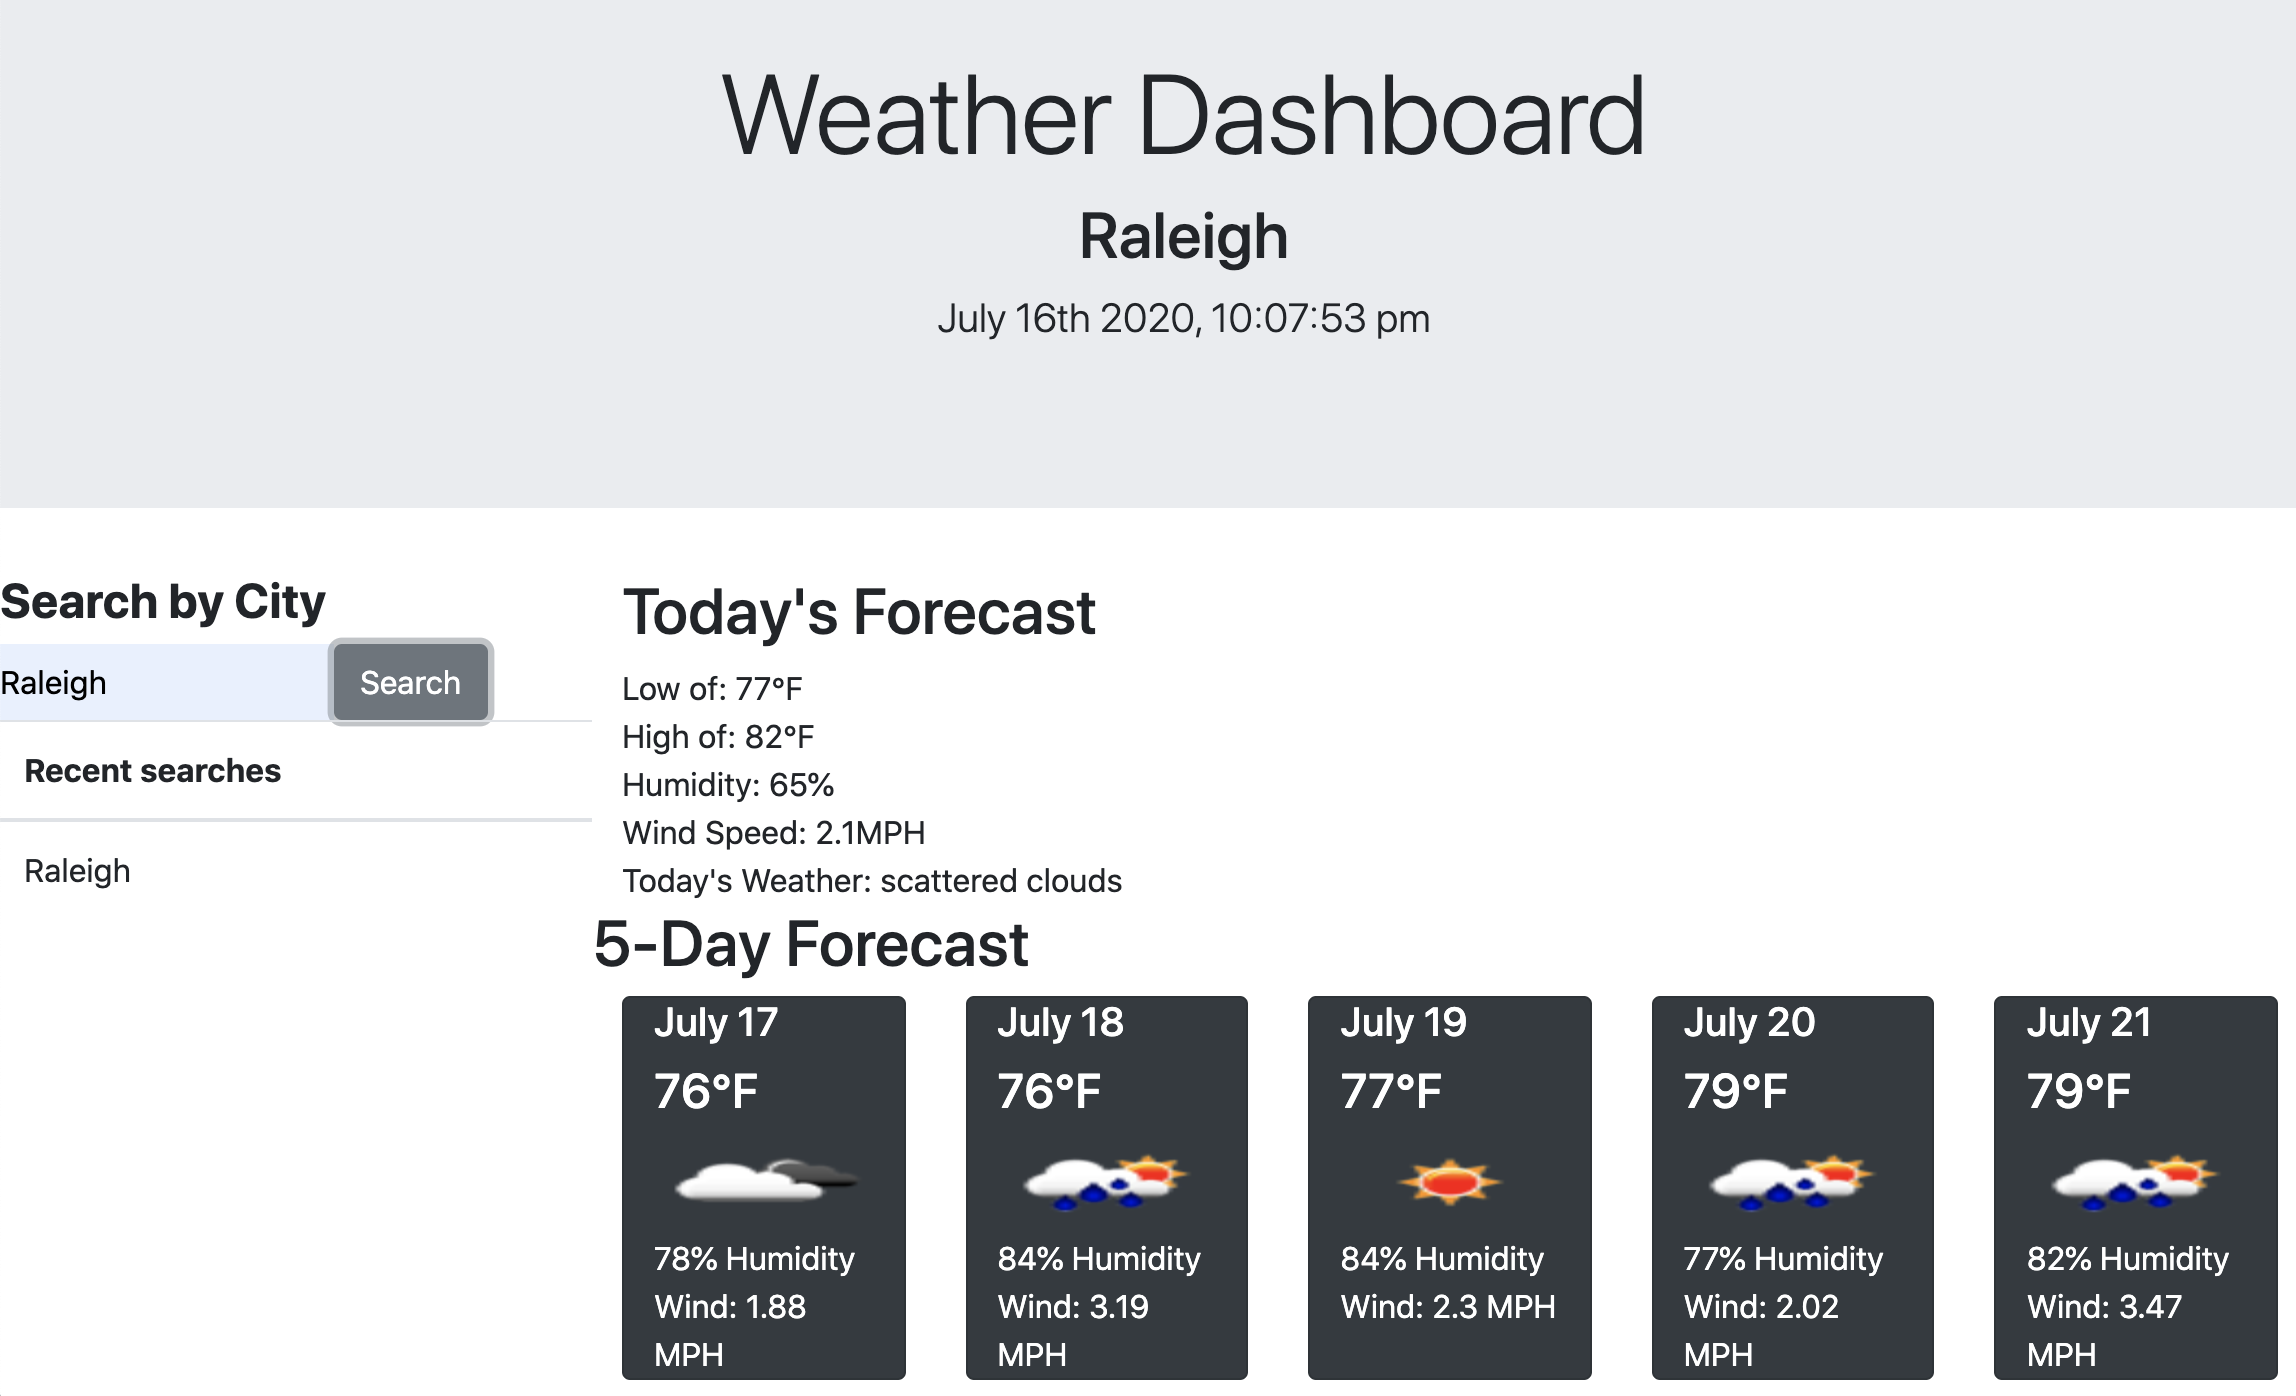 Weather Dashboard
Raleigh
July 16th 2020, 10:07:53 pm
Search by City
Raleigh
Search
Recent searches
Raleigh
Today's Forecast
Low of: 77°F
High of: 82°F
Humidity: 65%
Wind Speed: 2.1MPH
Today's Weather: scattered clouds
5-Day Forecast
July 17
76°F
78% Humidity
Wind: 1.88
MPH
July 18
76°F
84% Humidity
Wind: 3.19
MPH
July 19
77°F
84% Humidity
Wind: 2.3 MPH
July 20
79°F
77% Humidity
Wind: 2.02
MPH
July 21
79°F
82% Humidity
Wind: 3.47
MPH